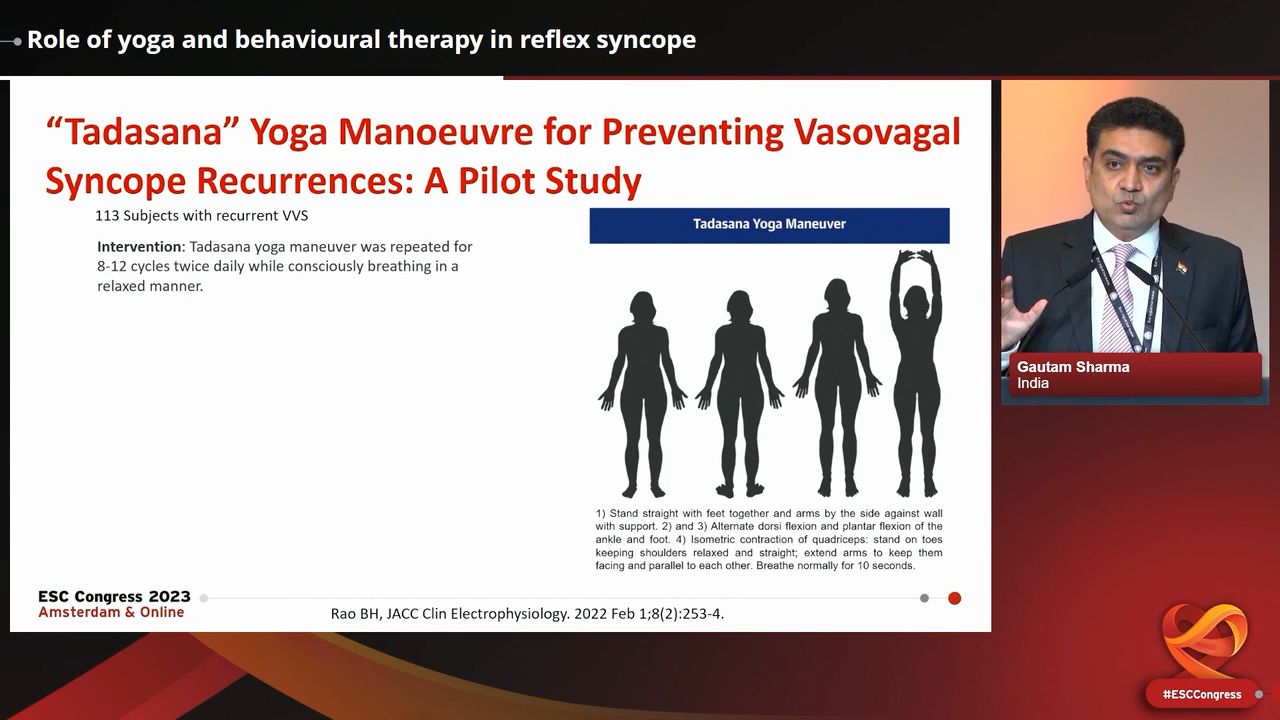 Role of yoga and behavioural therapy in reflex syncope
“Tadasana” Yoga Manoeuvre for Preventing Vasovagal
Syncope Recurrences: A Pilot Study
113 Subjects with recurrent VVS
Intervention: Tadasana yoga maneuver was repeated for
8-12 cycles twice daily while consciously breathing in a
relaxed manner.
Tadasana Yoga Maneuver
1) Stand straight with feet together and arms by the side against wall
with support. 2) and 3) Alternate dorsi flexion and plantar flexion of the
ankle and foot. 4) Isometric contraction of quadriceps: stand on toes
keeping shoulders relaxed and straight; extend arms to keep them
facing and parallel to each other. Breathe normally for 10 seconds.
ESC Congress 2023
Amsterdam & Online
Rao BH, JACC Clin Electrophysiology. 2022 Feb 1;8(2):253-4.
Gautam Sharma
India
#ESCCongress